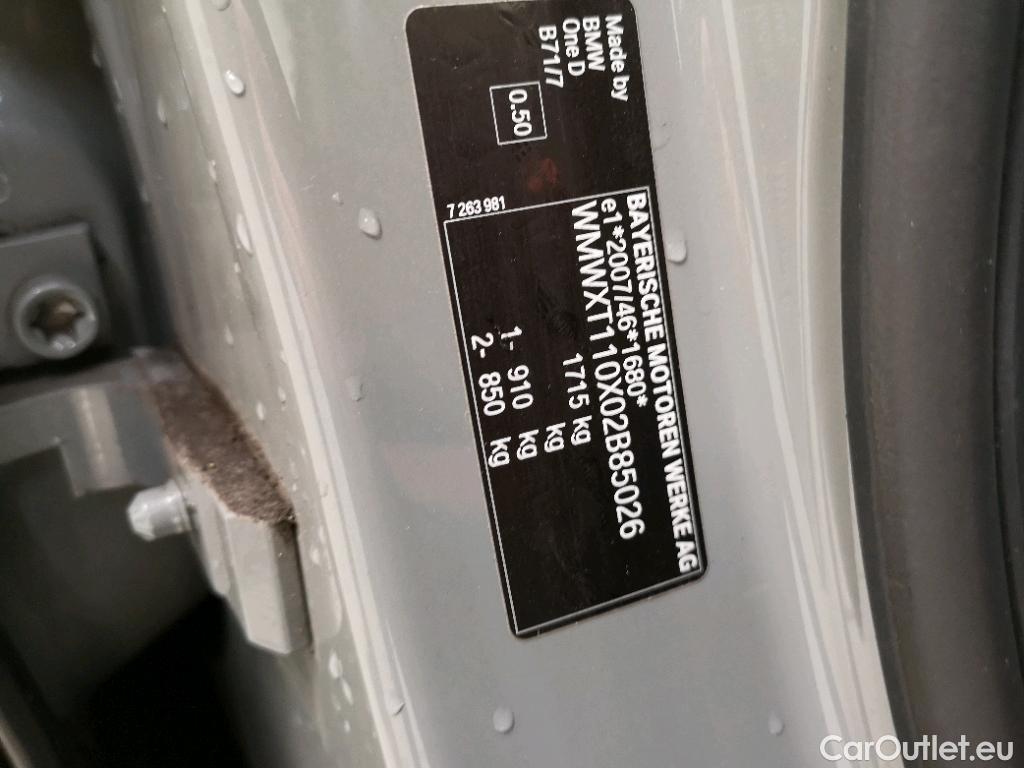 Made by
BMW
One D
B71/7
0.50
7 263 981
BAYERISCHE MOTOREN WERKE AG
e1*2007/46*1680*
WMWXT110X02B85026
1715 kg
kg
1- 910 kg
2- 850 kg
CarOutlet.eu